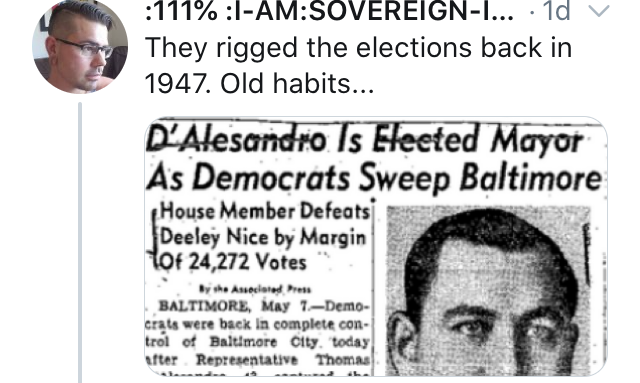 :111% :I-AM:SOVEREIGN-I... · 1d
They rigged the elections back in
1947. Old habits...
D'Alesandro Is Elected Mayor
As Democrats Sweep Baltimore
House Member Defeats
Deeley Nice by Margin
Of 24,272 Votes
By the Associated Press
BALTIMORE, May 7.—Demo-
crats were back in complete con-
trol of Baltimore City today
after Representative Thomas